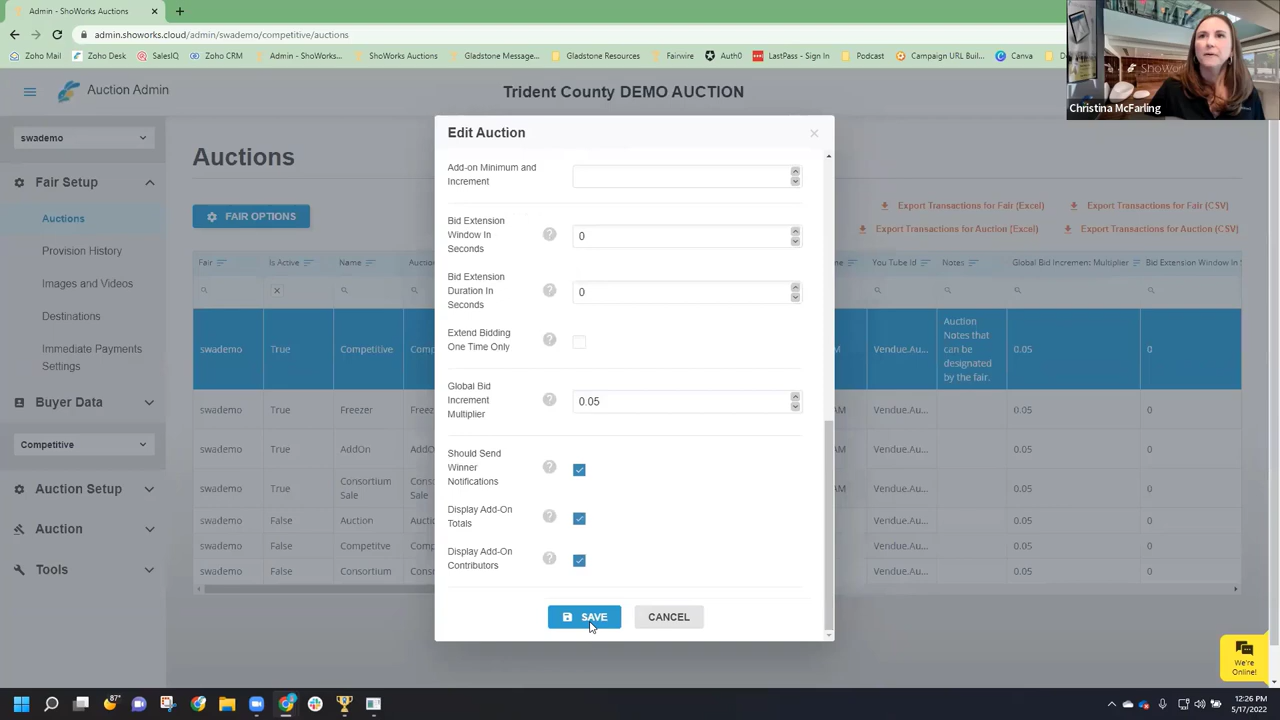 Auctions - ShoWorks Fair Admin
admin.showorks.cloud/admin/swademo/competitive/auctions
Zoho Mail
Zoho Desk
SalesIQ
Zoho CRM
Admin - ShoWorks...
ShoWorks Auctions
Gladstone Messag...
Gladstone Resources
Fairwire
Auth0
LastPass - Sign In
Podcast
Campaign URL Buil...
Canva
Christina McFarling
Auction Admin
Trident County DEMO AUCTION
swademo
Fair Setup
Auctions
Provision History
Images and Videos
Destinations
Immediate Payments
Settings
Buyer Data
Competitive
Auction Setup
Auction
Tools
Auctions
FAIR OPTIONS
Export Transactions for Fair (Excel)
Export Transactions for Fair (CSV)
Export Transactions for Auction (Excel)
Export Transactions for Auction (CSV)
Fair
Is Active
Name
You Tube Id
Notes
Global Bid Increment Multiplier
swademo True Competitive Vendue.Au...
Auction
Notes that
can be
designated
by the fair.
0.05 0
swademo True Freezer Freezer Vendue.Au... 0.05 0
swademo True AddOn Vendue.Au... 0.05 0
swademo True Consortium
Sale Vendue.Au... 0.05 0
swademo False Auction Vendue.Au... 0.05 0
swademo False Competitve Vendue.Au... 0.05 0
swademo False Consortium Vendue.Au... 0.05 0
Edit Auction
Add-on Minimum and
Increment
Bid Extension
Window In
Seconds
0
Bid Extension
Duration In
Seconds
0
Extend Bidding
One Time Only
Global Bid
Increment
Multiplier
0.05
Should Send
Winner
Notifications
Display Add-On
Totals
Display Add-On
Contributors
SAVE
CANCEL
We're
Online!
87°
12:26 PM
5/17/2022